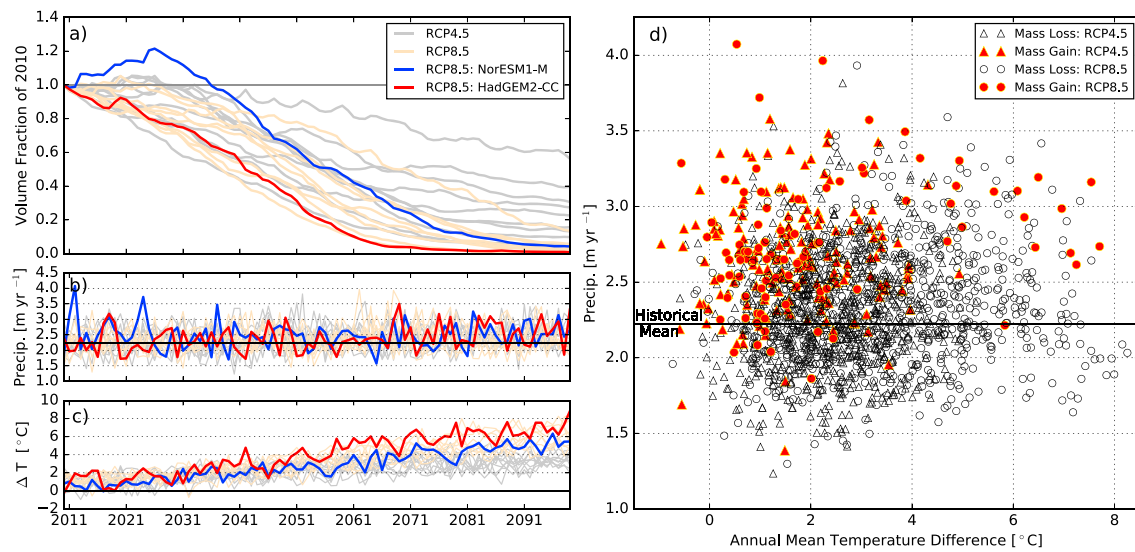 a)
Volume Fraction of 2010
1.4
1.2
1.0
0.8
0.6
0.4
0.2
0.0
RCP4.5
RCP8.5
RCP8.5: NorESM1-M
RCP8.5: HadGEM2-CC
b)
Precip. [m yr⁻¹]
4.5
4.0
3.5
3.0
2.5
2.0
1.5
1.0
c)
Δ T [°C]
10
8
6
4
2
0
−2
2011 2021 2031 2041 2051 2061 2071 2081 2091
d)
Mass Loss: RCP4.5
Mass Gain: RCP4.5
Mass Loss: RCP8.5
Mass Gain: RCP8.5
Precip. [m yr⁻¹]
4.0
3.5
3.0
2.5
2.0
1.5
1.0
Historical
Mean
0 2 4 6 8
Annual Mean Temperature Difference [°C]